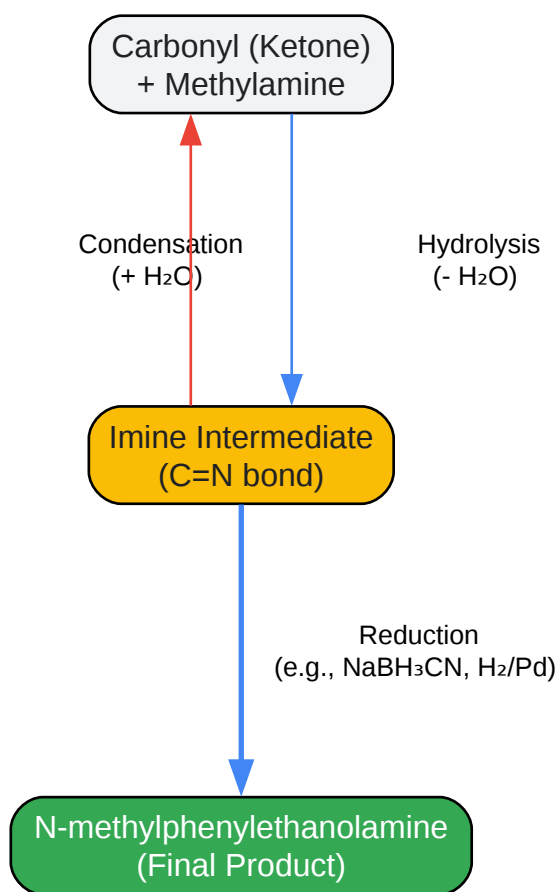 Carbonyl (Ketone)
+ Methylamine
Condensation
(+ H₂O)
Hydrolysis
(- H₂O)
Imine Intermediate
(C=N bond)
Reduction
(e.g., NaBH₃CN, H₂/Pd)
N-methylphenylethanolamine
(Final Product)